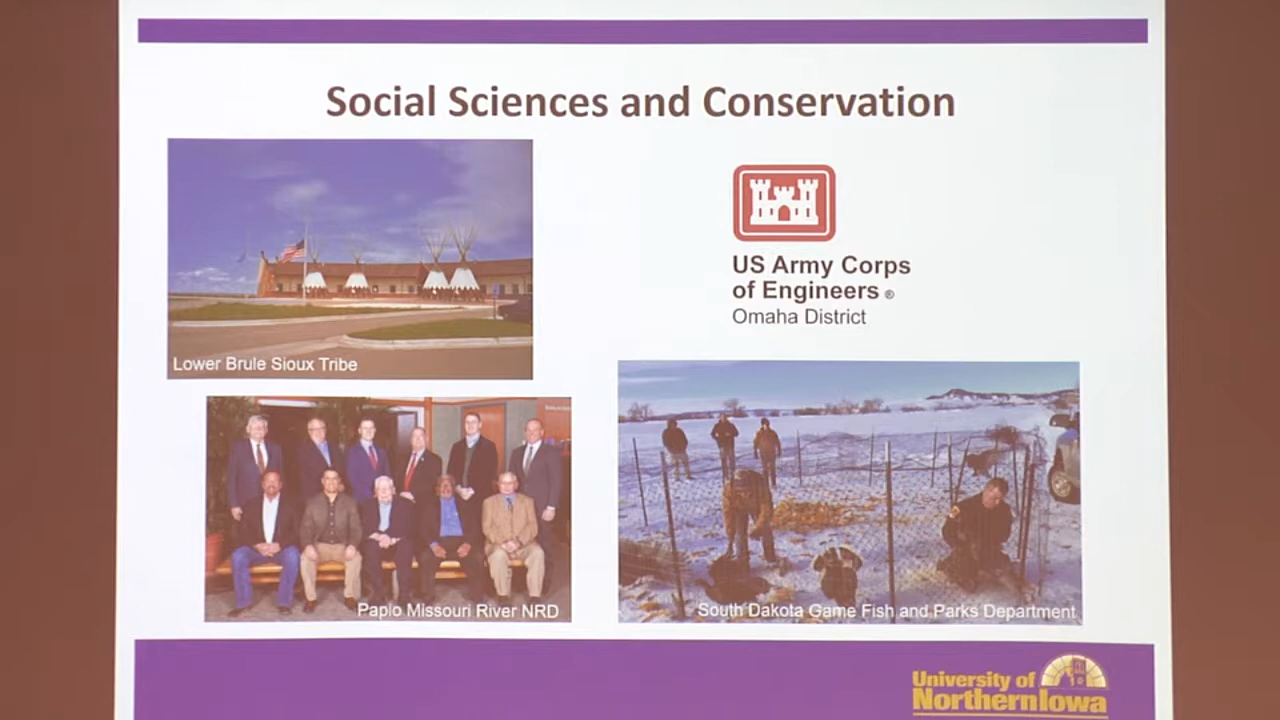 Social Sciences and Conservation
US Army Corps
of Engineers ®
Omaha District
Lower Brule Sioux Tribe
Papio Missouri River NRD
South Dakota Game Fish and Parks Department
University of
Northern Iowa